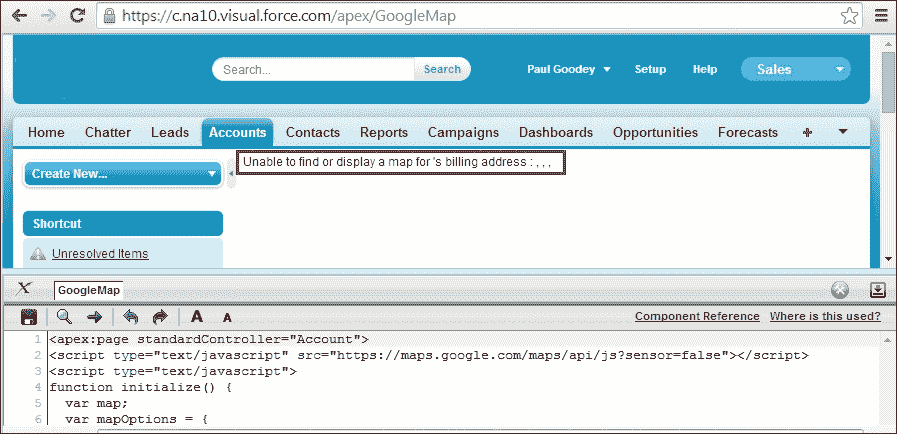 https://c.na10.visual.force.com/apex/GoogleMap
Search... Search Paul Goodey Setup Help Sales
Home Chatter Leads Accounts Contacts Reports Campaigns Dashboards Opportunities Forecasts +
Create New...
Unable to find or display a map for 's billing address : , , ,
Shortcut
Unresolved Items
GoogleMap
A A Component Reference Where is this used?
1 <apex:page standardController="Account">
2 <script type="text/javascript" src="https://maps.google.com/maps/api/js?sensor=false"></script>
3 <script type="text/javascript">
4 function initialize() {
5 var map;
6 var mapOptions = {